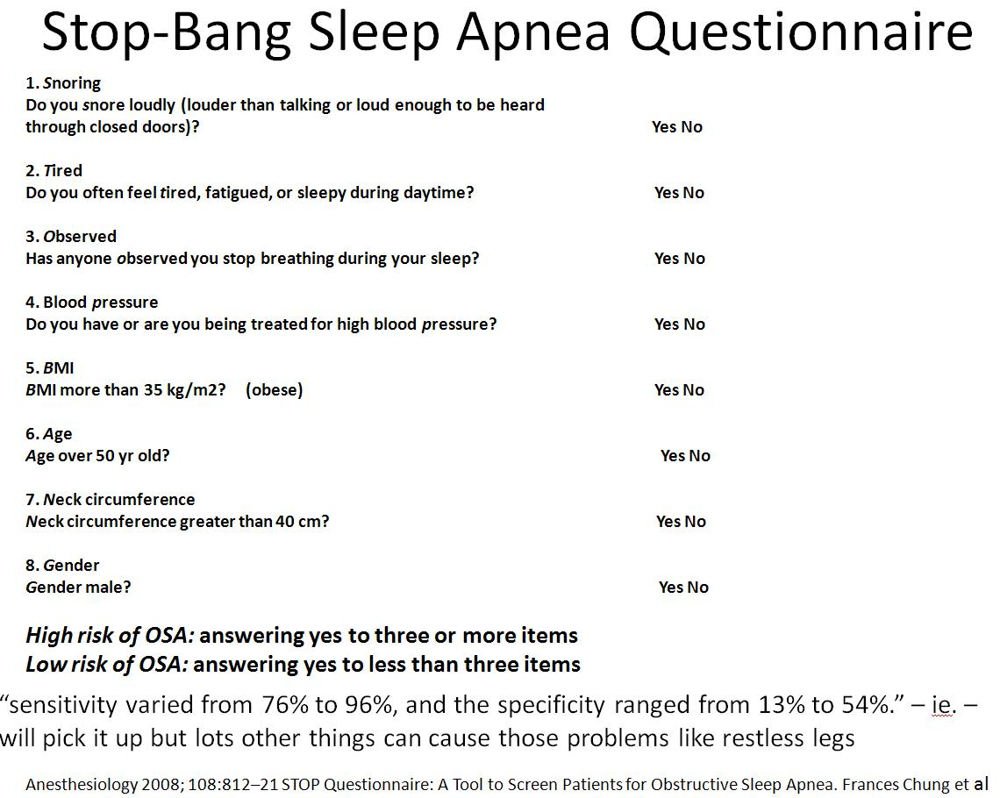 Stop-Bang Sleep Apnea Questionnaire
1. Snoring
Do you snore loudly (louder than talking or loud enough to be heard
through closed doors)? Yes No
2. Tired
Do you often feel tired, fatigued, or sleepy during daytime? Yes No
3. Observed
Has anyone observed you stop breathing during your sleep? Yes No
4. Blood pressure
Do you have or are you being treated for high blood pressure? Yes No
5. BMI
BMI more than 35 kg/m2? (obese) Yes No
6. Age
Age over 50 yr old? Yes No
7. Neck circumference
Neck circumference greater than 40 cm? Yes No
8. Gender
Gender male? Yes No
High risk of OSA: answering yes to three or more items
Low risk of OSA: answering yes to less than three items
“sensitivity varied from 76% to 96%, and the specificity ranged from 13% to 54%.” – ie. –
will pick it up but lots other things can cause those problems like restless legs
Anesthesiology 2008; 108:812–21 STOP Questionnaire: A Tool to Screen Patients for Obstructive Sleep Apnea. Frances Chung et al